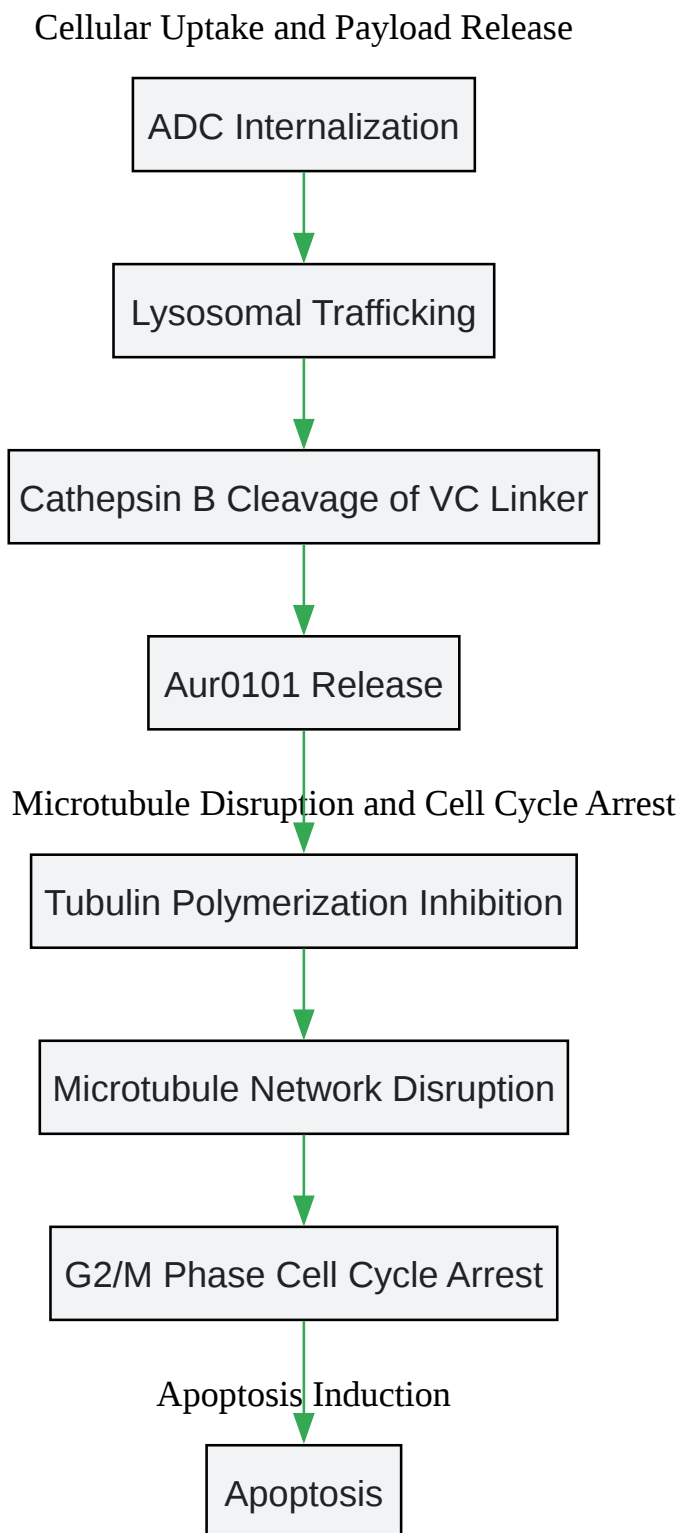 Cellular Uptake and Payload Release
ADC Internalization
Lysosomal Trafficking
Cathepsin B Cleavage of VC Linker
Aur0101 Release
Microtubule Disruption and Cell Cycle Arrest
Tubulin Polymerization Inhibition
Microtubule Network Disruption
G2/M Phase Cell Cycle Arrest
Apoptosis Induction
Apoptosis